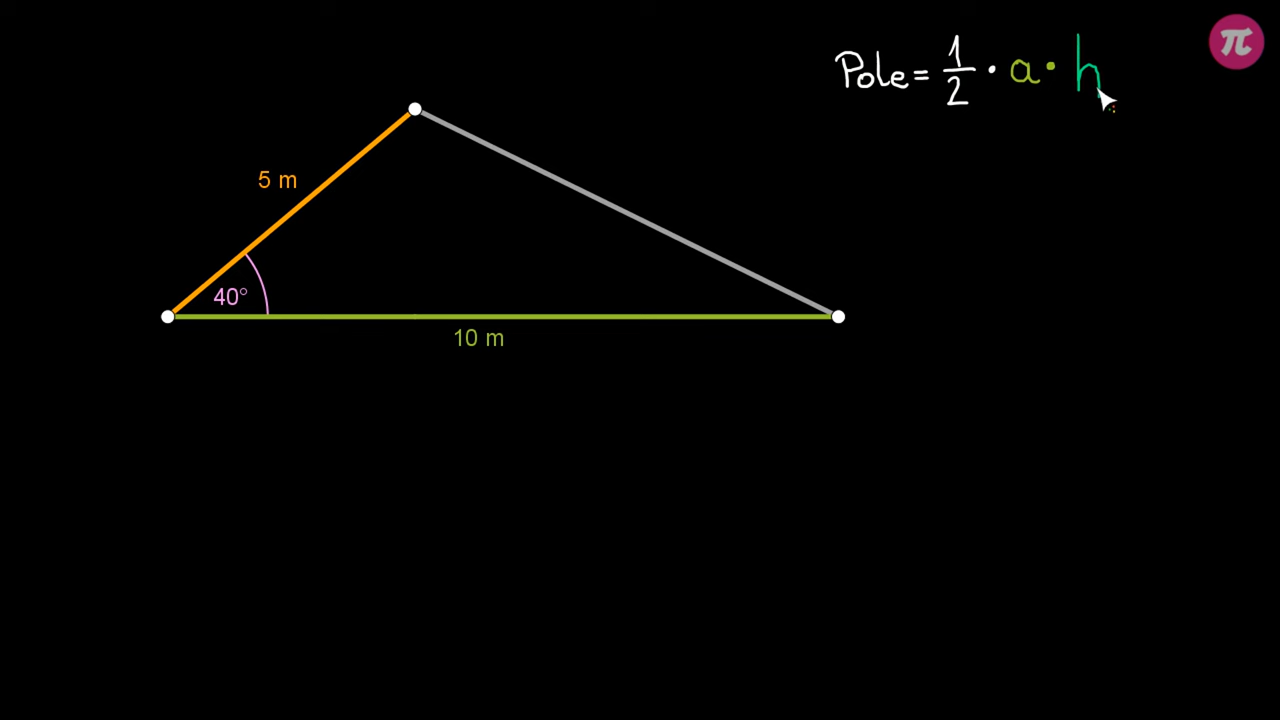 Pole = 1/2 · a · h
π
5 m
40°
10 m